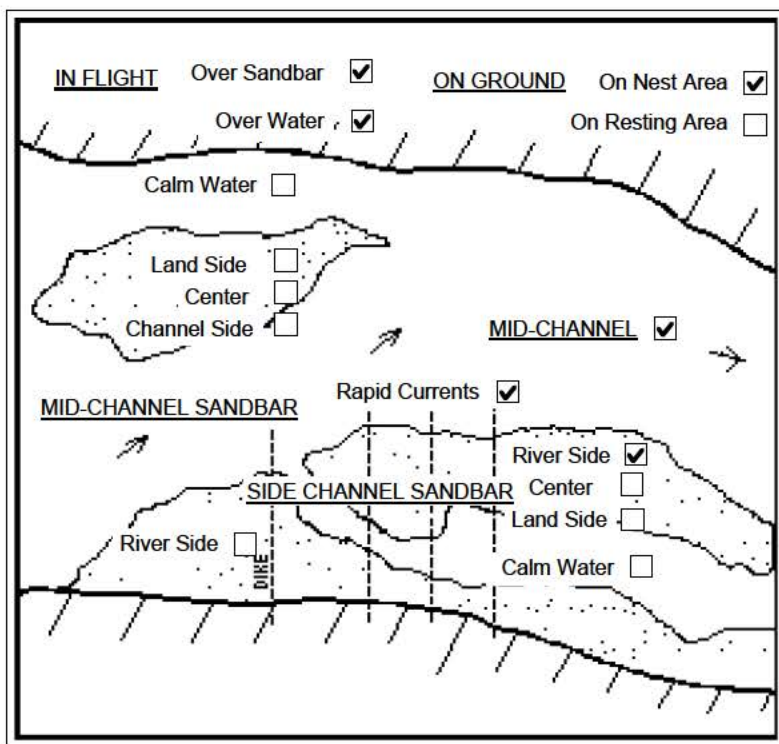 IN FLIGHT Over Sandbar ON GROUND On Nest Area
Over Water On Resting Area
Calm Water
Land Side
Center
Channel Side
MID-CHANNEL
Rapid Currents
MID-CHANNEL SANDBAR
River Side
SIDE CHANNEL SANDBAR Center
Land Side
River Side
DIKE
Calm Water